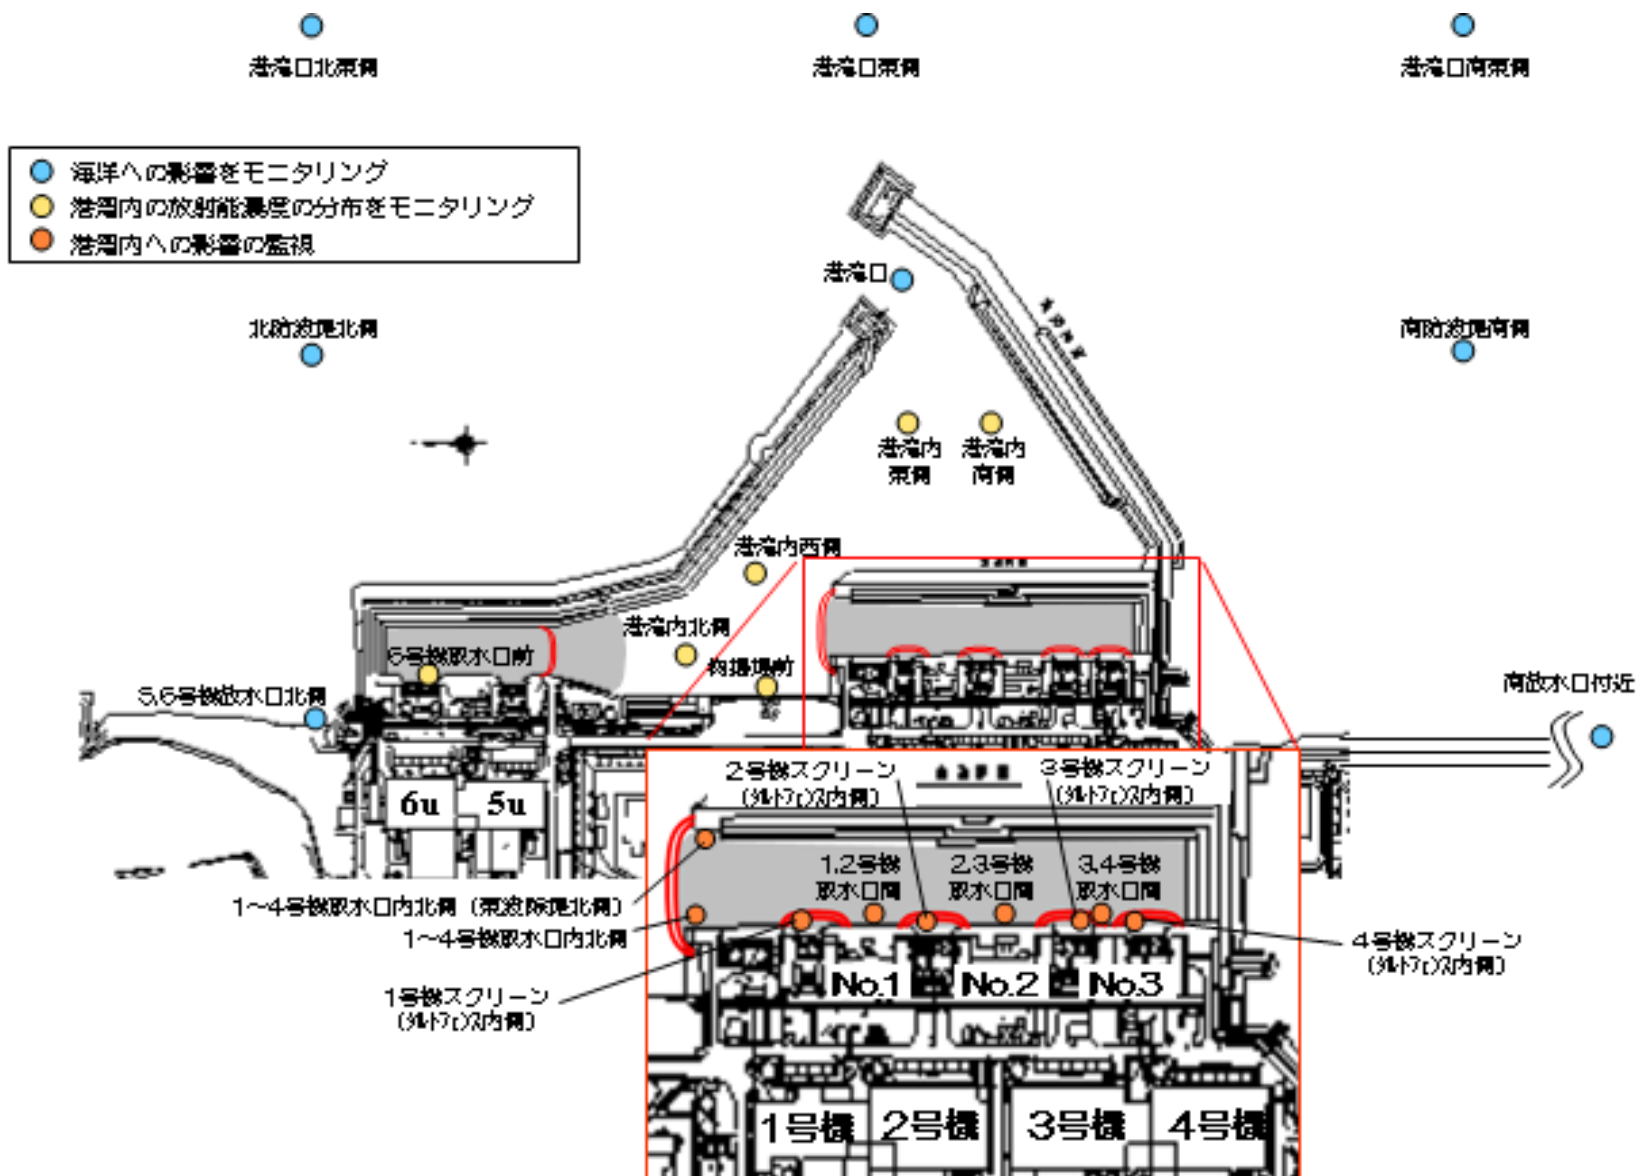 港湾口北東側
港湾口東側
港湾口南東側
海洋への影響をモニタリング
港湾内の放射能濃度の分布をモニタリング
港湾内への影響の監視
港湾口
北防波堤北側
南防波堤南側
港湾内
東側
港湾内
南側
港湾内西側
港湾内北側
6号機取水口前
物揚場前
5,6号機放水口北側
南放水口付近
6u
5u
2号機スクリーン
(シルトフェンス内側)
3号機スクリーン
(シルトフェンス内側)
1,2号機
取水口間
2,3号機
取水口間
3,4号機
取水口間
1～4号機取水口内北側（東波除堤北側）
1～4号機取水口内北側
4号機スクリーン
(シルトフェンス内側)
1号機スクリーン
(シルトフェンス内側)
No.1
No.2
No.3
1号機
2号機
3号機
4号機